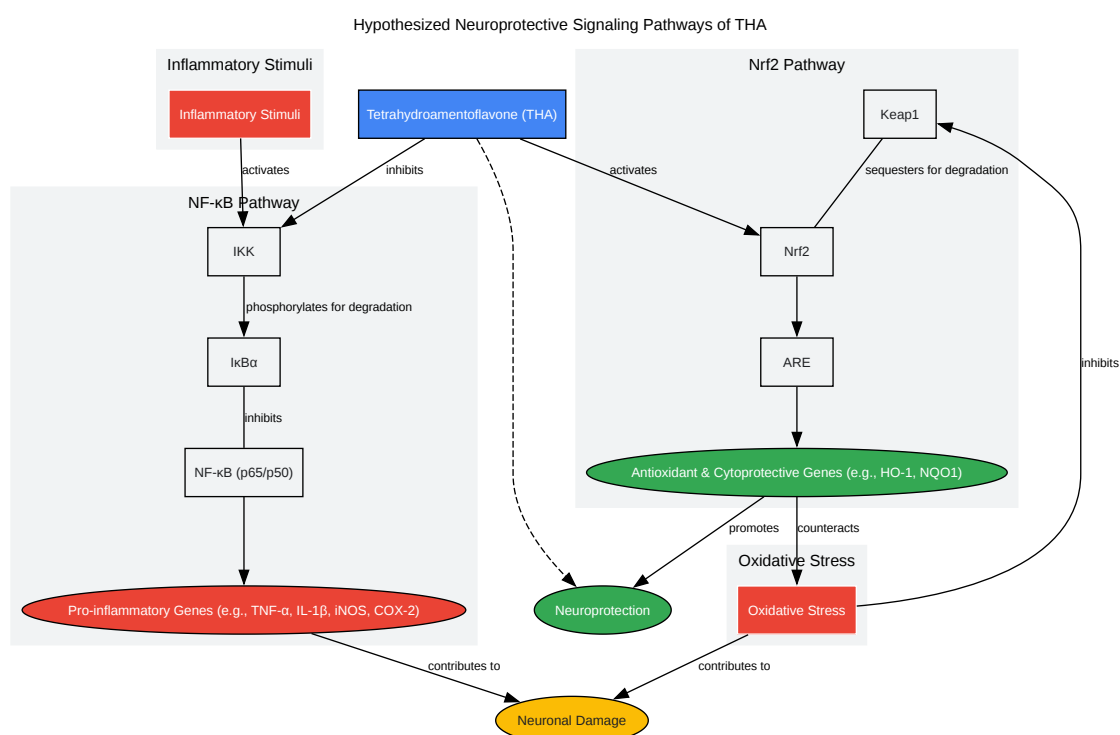 Hypothesized Neuroprotective Signaling Pathways of THA
Inflammatory Stimuli
Nrf2 Pathway
Inflammatory Stimuli
Tetrahydroamentoflavone (THA)
Keap1
activates
inhibits
activates
sequesters for degradation
NF-κB Pathway
IKK
Nrf2
phosphorylates for degradation
IκBα
ARE
inhibits
inhibits
NF-κB (p65/p50)
Antioxidant & Cytoprotective Genes (e.g., HO-1, NQO1)
promotes
counteracts
Oxidative Stress
Pro-inflammatory Genes (e.g., TNF-α, IL-1β, iNOS, COX-2)
Neuroprotection
Oxidative Stress
contributes to
contributes to
Neuronal Damage